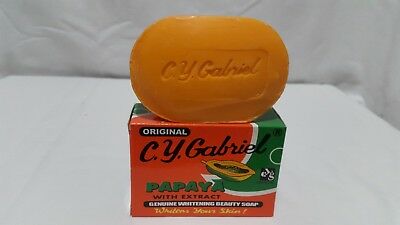 C.Y. Gabriel
ORIGINAL
C.Y. Gabriel
®
PAPAYA
WITH EXTRACT
GENUINE WHITENING BEAUTY SOAP
Whitens Your Skin!